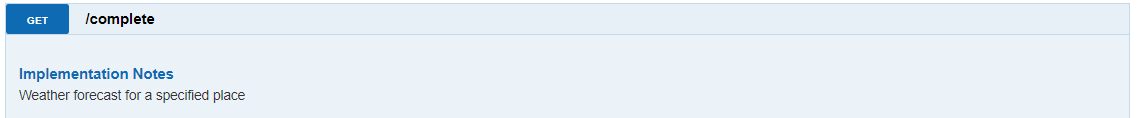 GET /complete
Implementation Notes
Weather forecast for a specified place